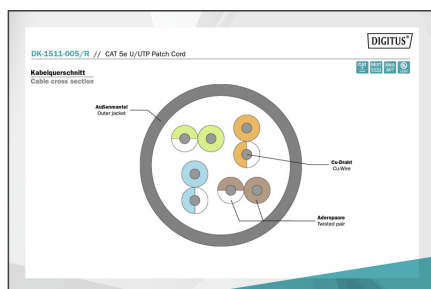 DIGITUS®
DK-1511-005/R // CAT 5e U/UTP Patch Cord
Kabelquerschnitt
Cable cross section
Außenmantel
Outer jacket
Cu-Draht
Cu-Wire
Aderpaare
Twisted pair